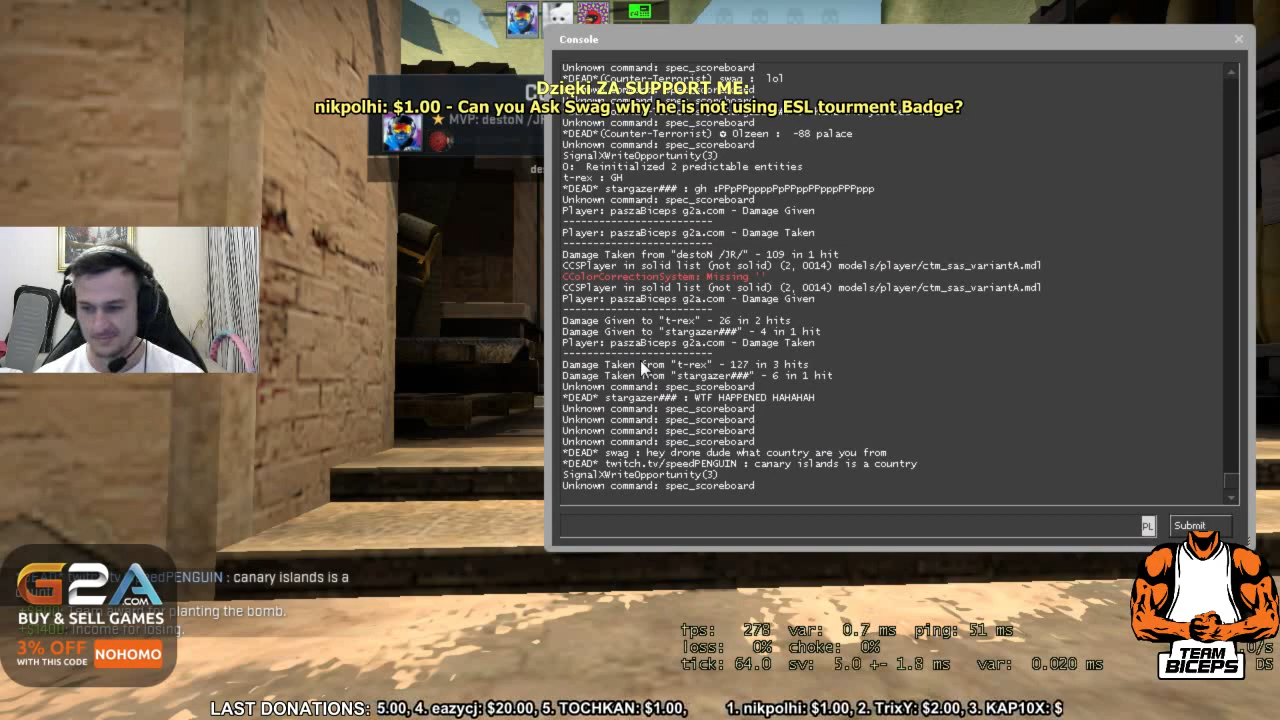 Console
Unknown command: spec_scoreboard
*DEAD*(Counter-Terrorist) swag : lol
Dzięki ZA SUPPORT ME:
nikpolhi: $1.00 - Can you Ask Swag why he is not using ESL tourment Badge?
MVP: destoN /JR
Unknown command: spec_scoreboard
*DEAD*(Counter-Terrorist) ✪ Olzeen : -88 palace
Unknown command: spec_scoreboard
SignalXWriteOpportunity(3)
0: Reinitialized 2 predictable entities
t-rex : GH
*DEAD* stargazer### : gh :PPpPPppppPpPPppPPpppPPPppp
Unknown command: spec_scoreboard
Player: paszaBiceps g2a.com - Damage Given
-------------------------
Player: paszaBiceps g2a.com - Damage Taken
-------------------------
Damage Taken from "destoN /JR/" - 109 in 1 hit
CCSPlayer in solid list (not solid) (2, 0014) models/player/ctm_sas_variantA.mdl
CColorCorrectionSystem: Missing ''
CCSPlayer in solid list (not solid) (2, 0014) models/player/ctm_sas_variantA.mdl
Player: paszaBiceps g2a.com - Damage Given
-------------------------
Damage Given to "t-rex" - 26 in 2 hits
Damage Given to "stargazer###" - 4 in 1 hit
Player: paszaBiceps g2a.com - Damage Taken
-------------------------
Damage Taken from "t-rex" - 127 in 3 hits
Damage Taken from "stargazer###" - 6 in 1 hit
Unknown command: spec_scoreboard
*DEAD* stargazer### : WTF HAPPENED HAHAHAH
Unknown command: spec_scoreboard
Unknown command: spec_scoreboard
Unknown command: spec_scoreboard
Unknown command: spec_scoreboard
*DEAD* swag : hey drone dude what country are you from
*DEAD* twitch.tv/speedPENGUIN : canary islands is a country
SignalXWriteOpportunity(3)
Unknown command: spec_scoreboard
PL
Submit
speedPENGUIN : canary islands is a
Team award for planting the bomb.
+$1400: Income for losing.
G2A
.COM
BUY & SELL GAMES
3% OFF
WITH THIS CODE
NOHOMO
fps: 278 var: 0.7 ms ping: 51 ms
loss: 0% choke: 0%
tick: 64.0 sv: 5.0 +- 1.8 ms var: 0.020 ms
TEAM
BICEPS
LAST DONATIONS: 5.00, 4. eazycj: $20.00, 5. TOCHKAN: $1.00, 1. nikpolhi: $1.00, 2. TrixY: $2.00, 3. KAP10X: $